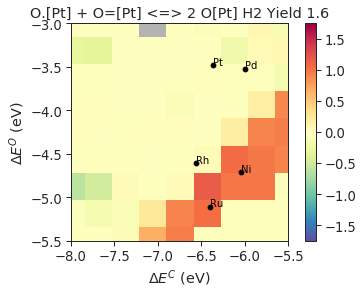 O.[Pt] + O=[Pt] <=> 2 O[Pt] H2 Yield 1.6
−3.0
−3.5
−4.0
−4.5
−5.0
−5.5
ΔE^O (eV)
Pt
Pd
Rh
Ni
Ru
−8.0 −7.5 −7.0 −6.5 −6.0 −5.5
ΔE^C (eV)
1.5
1.0
0.5
0.0
−0.5
−1.0
−1.5